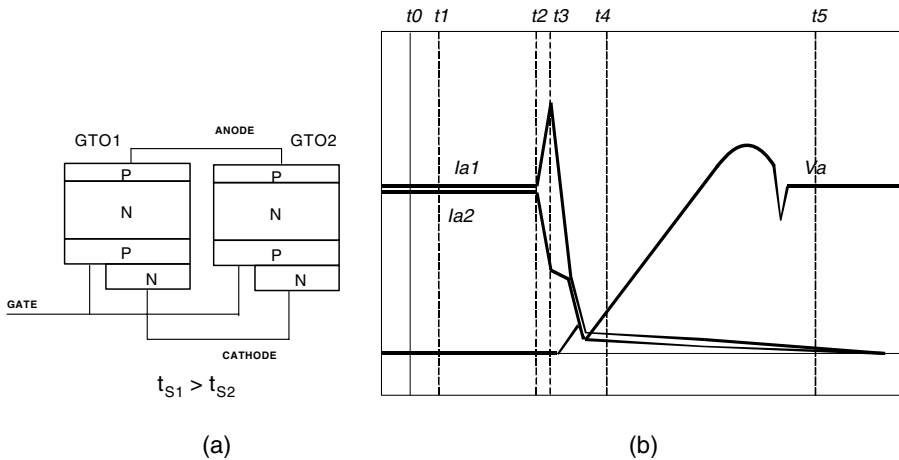 GTO1 ANODE GTO2
P P
N N
P P
N N
GATE
CATHODE
tS1 > tS2
(a)
t0 t1 t2 t3 t4 t5
Ia1 Va
Ia2
(b)